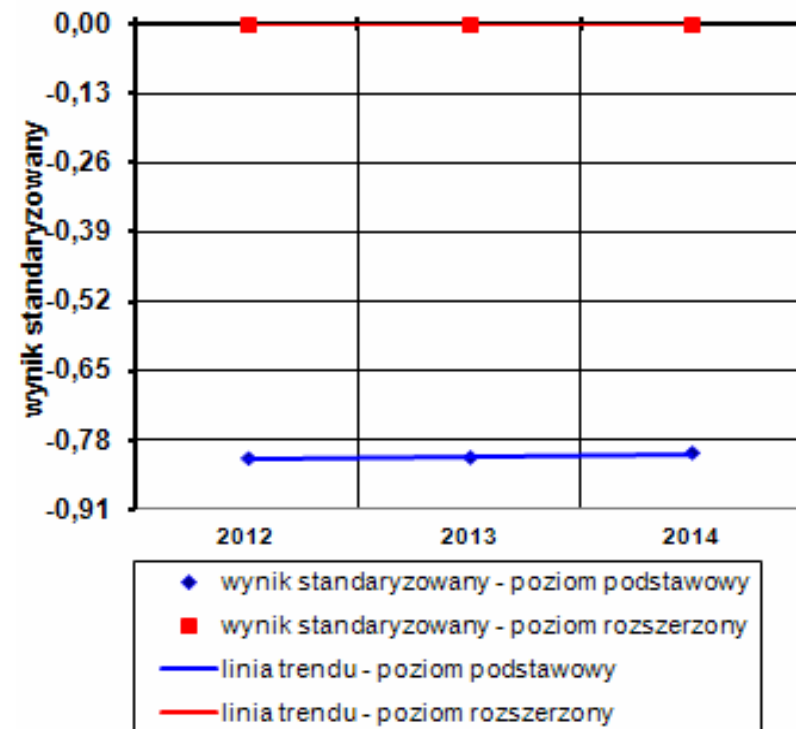 0,00
-0,13
-0,26
-0,39
-0,52
-0,65
-0,78
-0,91
wynik standaryzowany
2012 2013 2014
wynik standaryzowany - poziom podstawowy
wynik standaryzowany - poziom rozszerzony
linia trendu - poziom podstawowy
linia trendu - poziom rozszerzony